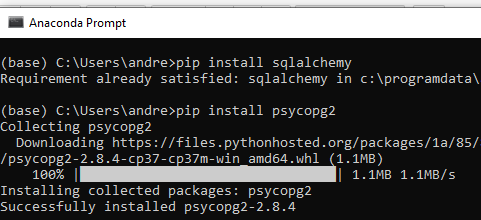 Anaconda Prompt
(base) C:\Users\andre>pip install sqlalchemy
Requirement already satisfied: sqlalchemy in c:\programdata\
(base) C:\Users\andre>pip install psycopg2
Collecting psycopg2
Downloading https://files.pythonhosted.org/packages/1a/85/
/psycopg2-2.8.4-cp37-cp37m-win_amd64.whl (1.1MB)
100% | | 1.1MB 1.1MB/s
Installing collected packages: psycopg2
Successfully installed psycopg2-2.8.4